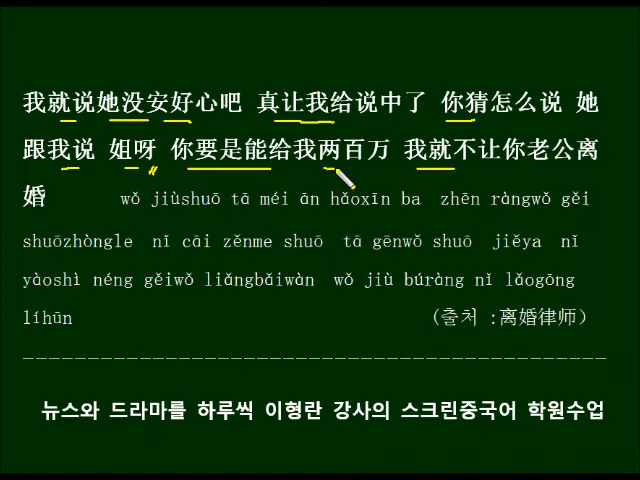 我就说她没安好心吧 真让我给说中了 你猜怎么说 她
跟我说 姐呀 你要是能给我两百万 我就不让你老公离
婚 wǒ jiùshuō tā méi ān hǎoxīn ba zhēn ràngwǒ gěi
shuōzhòngle nǐ cāi zěnme shuō tā gēnwǒ shuō jiěya nǐ
yàoshì néng gěiwǒ liǎngbǎiwàn wǒ jiù búràng nǐ lǎogōng
líhūn (출처 :离婚律师)
뉴스와 드라마를 하루씩 이형란 강사의 스크린중국어 학원수업